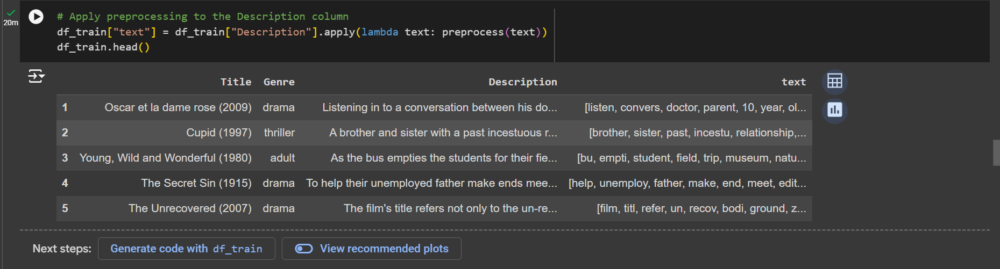 # Apply preprocessing to the Description column
20m
df_train["text"] = df_train["Description"].apply(lambda text: preprocess(text))
df_train.head()
Title Genre Description text
1 Oscar et la dame rose (2009) drama Listening in to a conversation between his do... [listen, convers, doctor, parent, 10, year, ol...
2 Cupid (1997) thriller A brother and sister with a past incestuous r... [brother, sister, past, incestu, relationship,...
3 Young, Wild and Wonderful (1980) adult As the bus empties the students for their fie... [bu, empti, student, field, trip, museum, natu...
4 The Secret Sin (1915) drama To help their unemployed father make ends mee... [help, unemploy, father, make, end, meet, edit...
5 The Unrecovered (2007) drama The film's title refers not only to the un-re... [film, titl, refer, un, recov, bodi, ground, z...
Next steps: Generate code with df_train View recommended plots